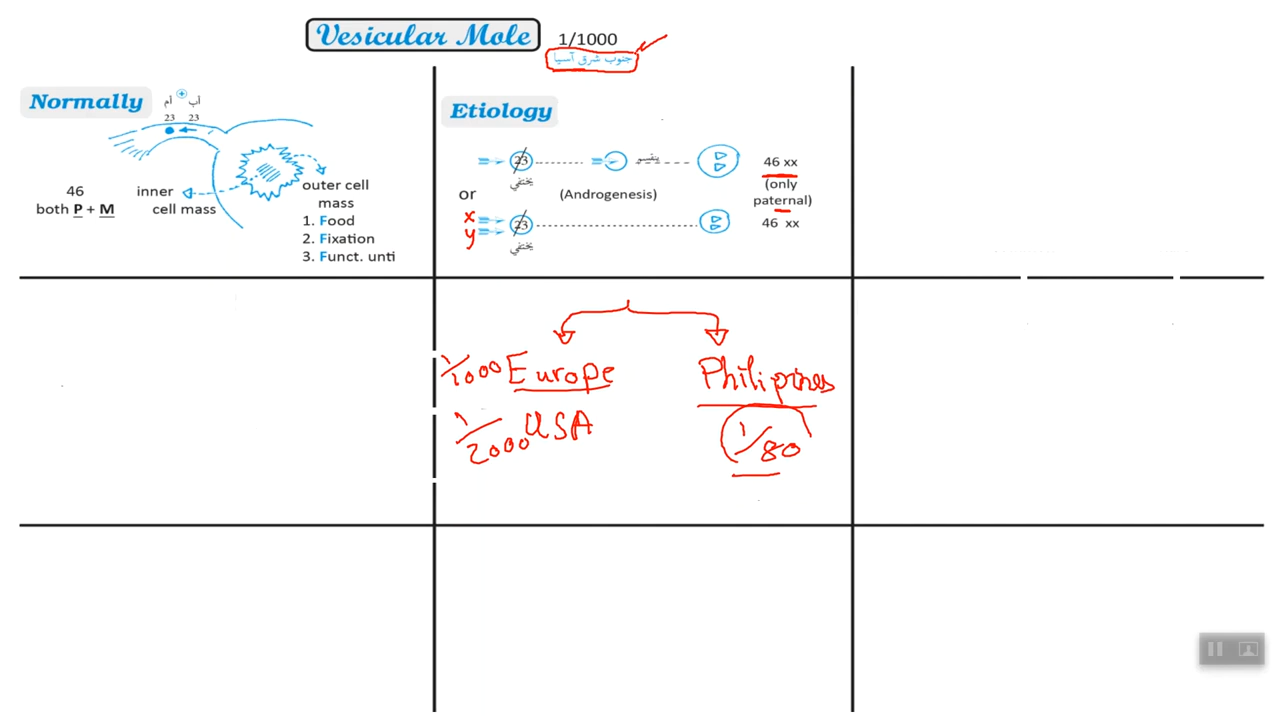 Vesicular Mole
1/1000
جنوب شرق آسيا
Normally
أم + أب
23 23
46
both P + M
inner
cell mass
outer cell
mass
1. Food
2. Fixation
3. Funct. unti
Etiology
23
يختفي
ينقسم
46 xx
(only
paternal)
or
(Androgenesis)
x
y
23
يختفي
46 xx
1/1000 Europe
1/2000 USA
Philipines
1/80